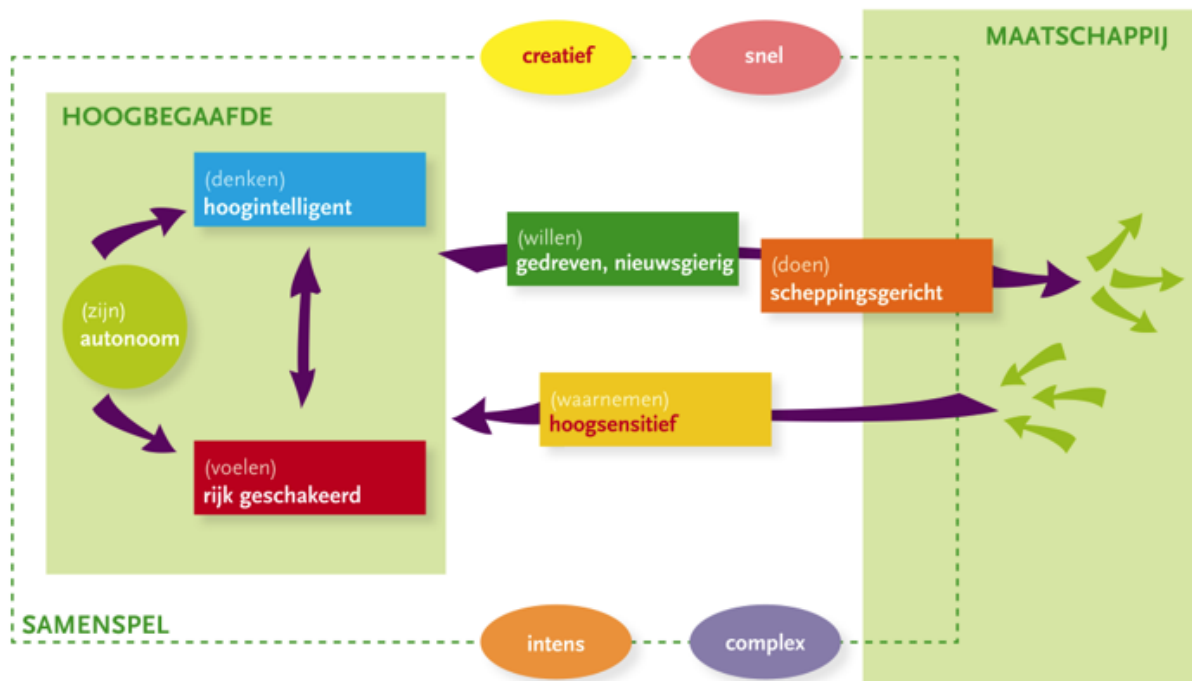 creatief
snel
MAATSCHAPPIJ
HOOGBEGAAFDE
(denken)
hoogintelligent
(willen)
gedreven, nieuwsgierig
(doen)
scheppingsgericht
(zijn)
autonoom
(waarnemen)
hoogsensitief
(voelen)
rijk geschakeerd
SAMENSPEL
intens
complex